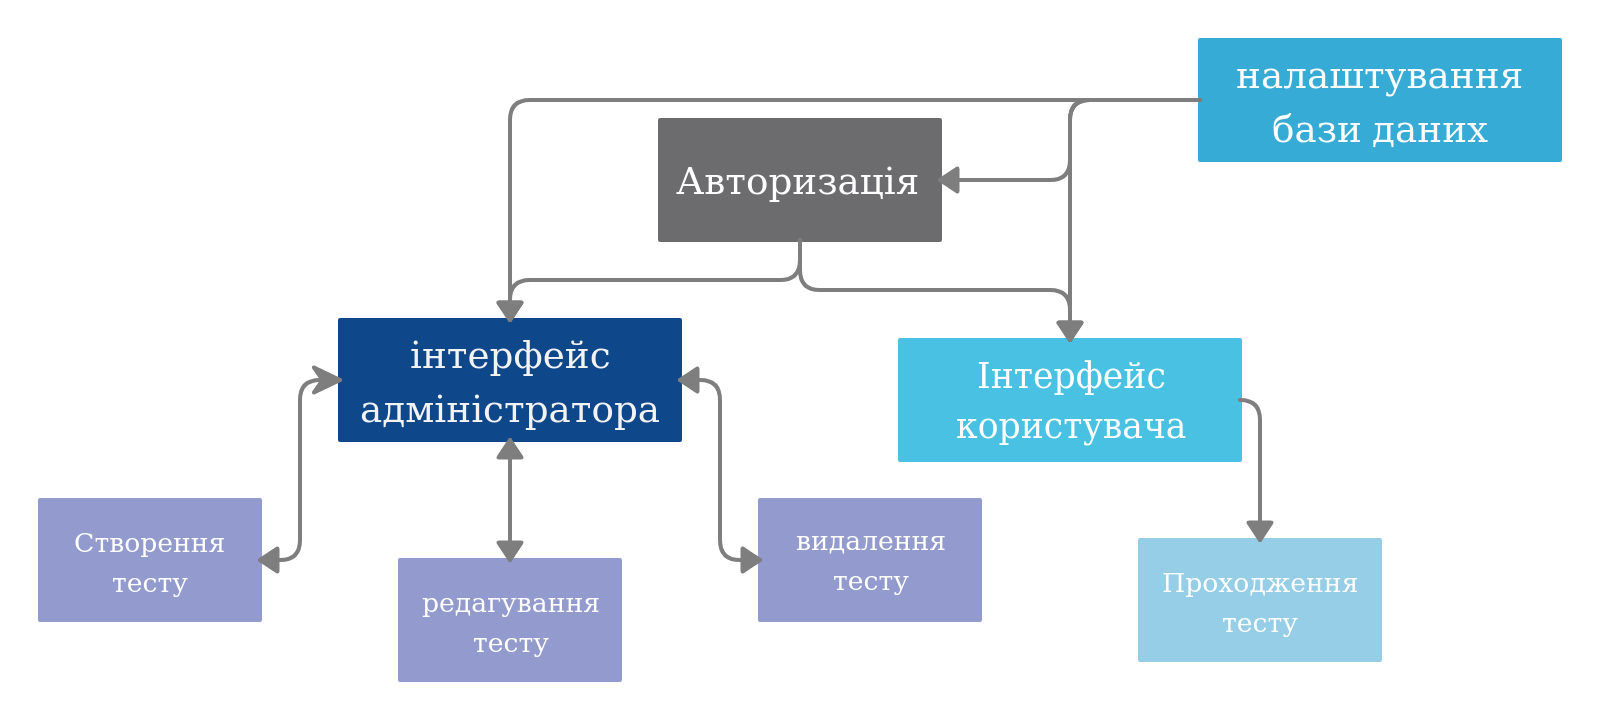 налаштування
бази даних
Авторизація
інтерфейс
адміністратора
Інтерфейс
користувача
Створення
тесту
редагування
тесту
видалення
тесту
Проходження
тесту